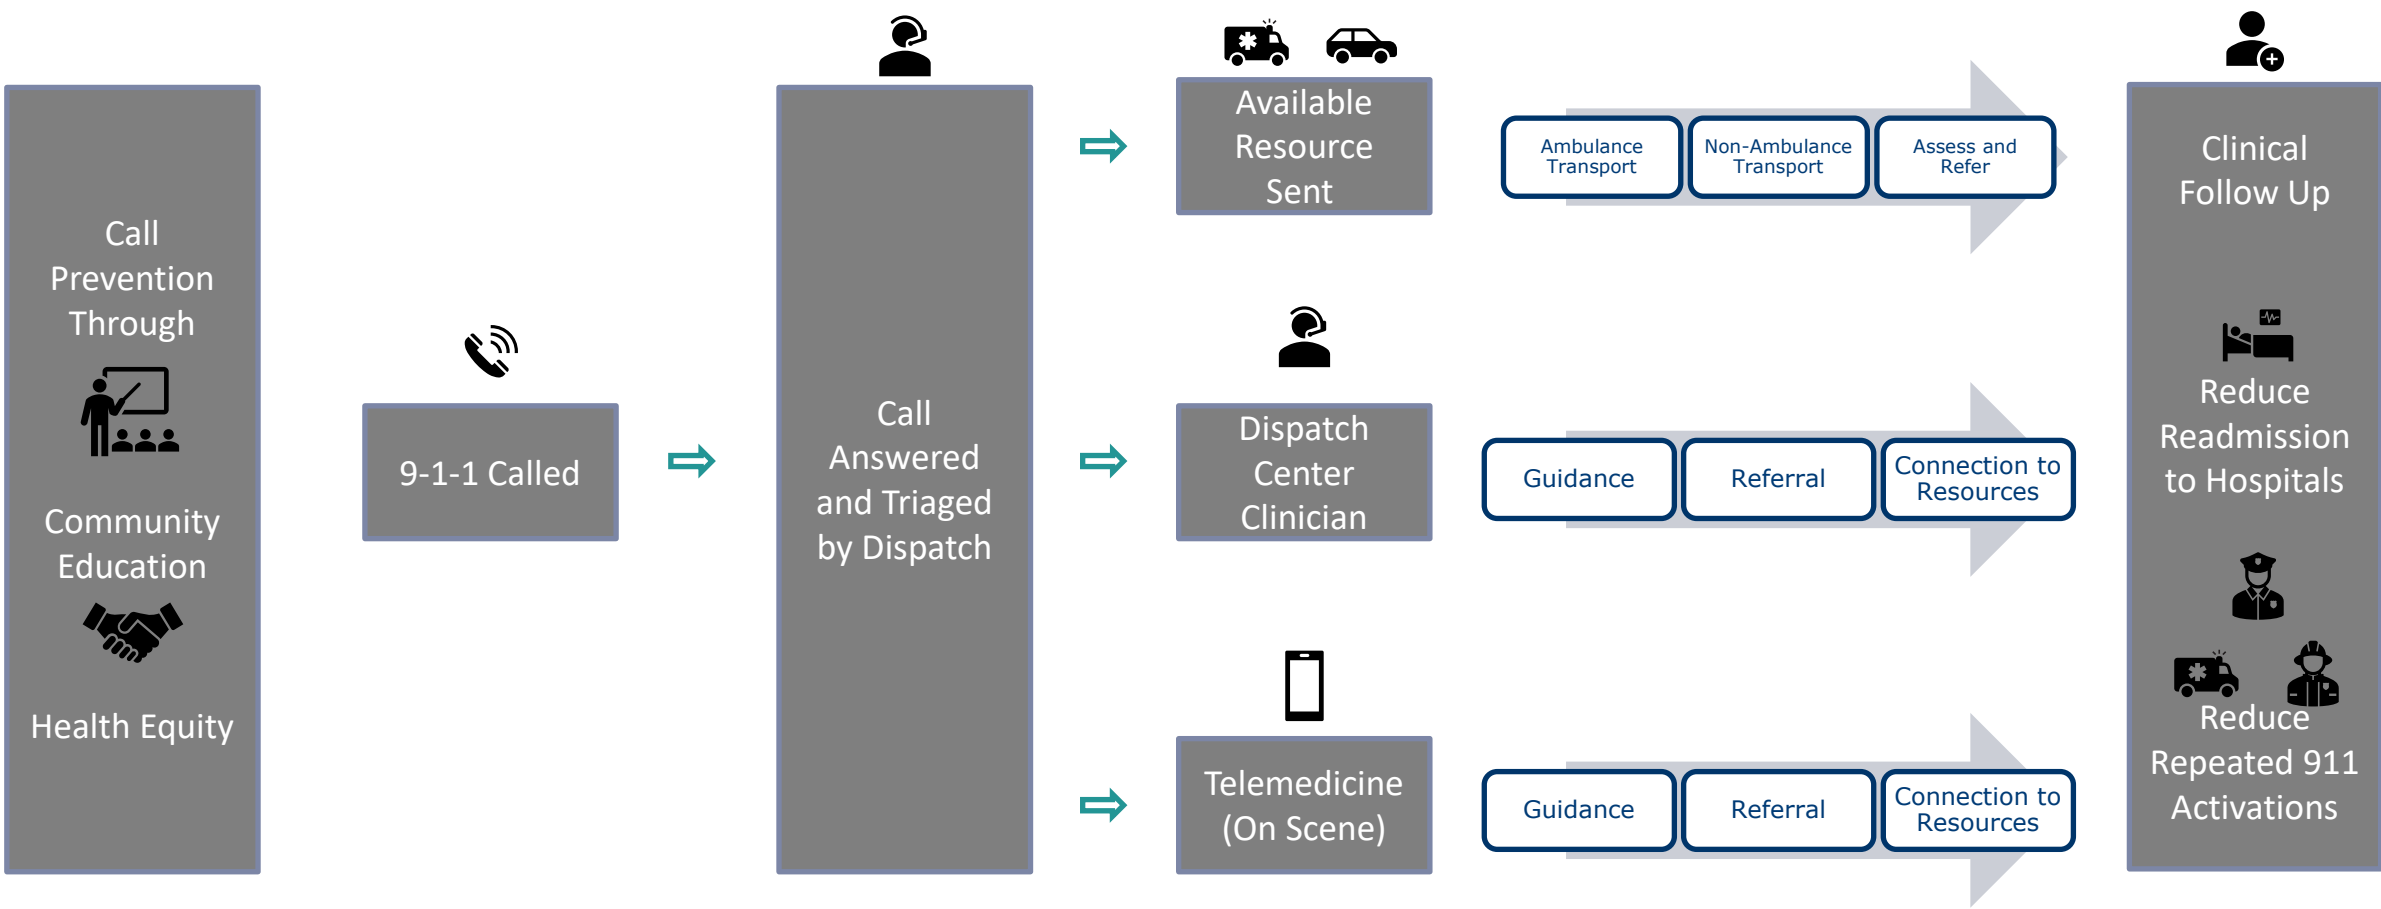 Call
Prevention
Through
Community
Education
Health Equity
9-1-1 Called
Call
Answered
and Triaged
by Dispatch
Available
Resource
Sent
Ambulance
Transport
Non-Ambulance
Transport
Assess and
Refer
Dispatch
Center
Clinician
Guidance
Referral
Connection to
Resources
Telemedicine
(On Scene)
Guidance
Referral
Connection to
Resources
Clinical
Follow Up
Reduce
Readmission
to Hospitals
Reduce
Repeated 911
Activations